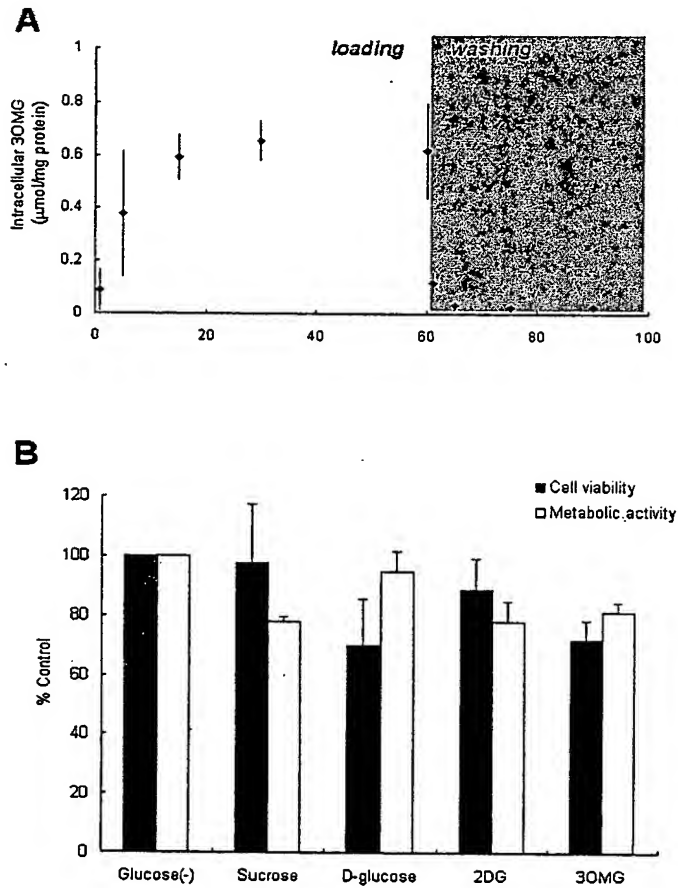 A
loading washing
Intracellular 3OMG
(µmol/mg protein)
1
0.8
0.6
0.4
0.2
0
0 20 40 60 80 100
B
Cell viability
Metabolic activity
% Control
120
100
80
60
40
20
0
Glucose(-) Sucrose D-glucose 2DG 3OMG